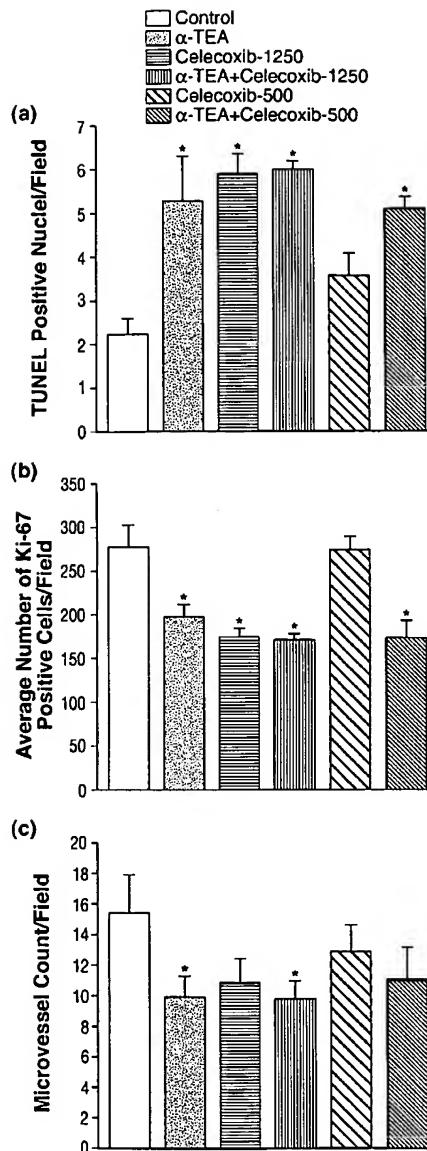 Control
α-TEA
Celecoxib-1250
α-TEA+Celecoxib-1250
Celecoxib-500
α-TEA+Celecoxib-500
(a)
TUNEL Positive Nuclei/Field
7
6
5
4
3
2
1
0
*
*
*
*
(b)
Average Number of Ki-67
Positive Cells/Field
350
300
250
200
150
100
50
0
*
*
*
*
(c)
Microvessel Count/Field
20
18
16
14
12
10
8
6
4
2
0
*
*